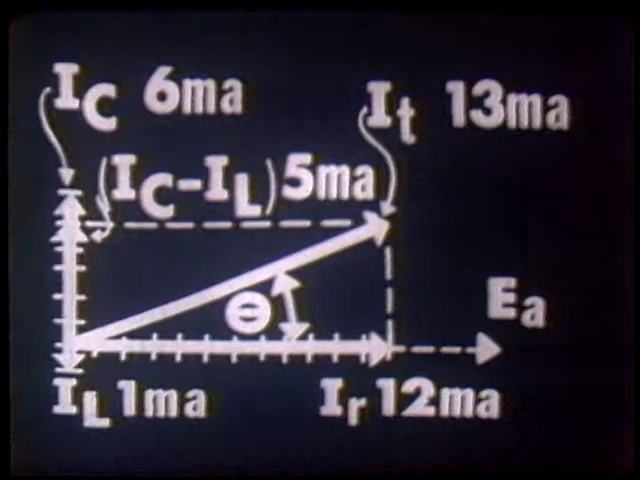 IC 6ma
It 13ma
(IC-IL) 5ma
Θ
Ea
IL 1ma
Ir 12ma